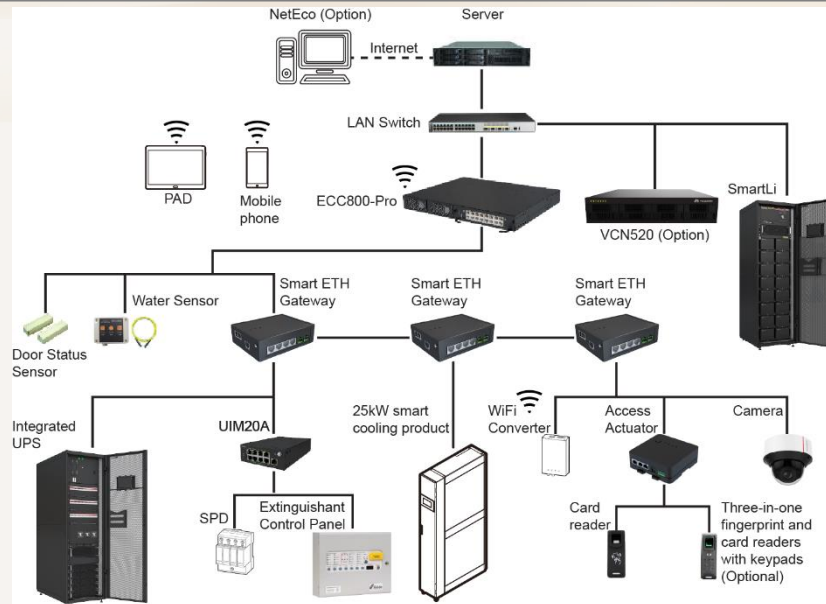 NetEco (Option)
Server
Internet
LAN Switch
PAD
Mobile
phone
ECC800-Pro
VCN520 (Option)
SmartLi
Water Sensor
Door Status
Sensor
Smart ETH
Gateway
Smart ETH
Gateway
Smart ETH
Gateway
Integrated
UPS
UIM20A
25kW smart
cooling product
WiFi
Converter
Access
Actuator
Camera
SPD
Extinguishant
Control Panel
Card
reader
Three-in-one
fingerprint and
card readers
with keypads
(Optional)